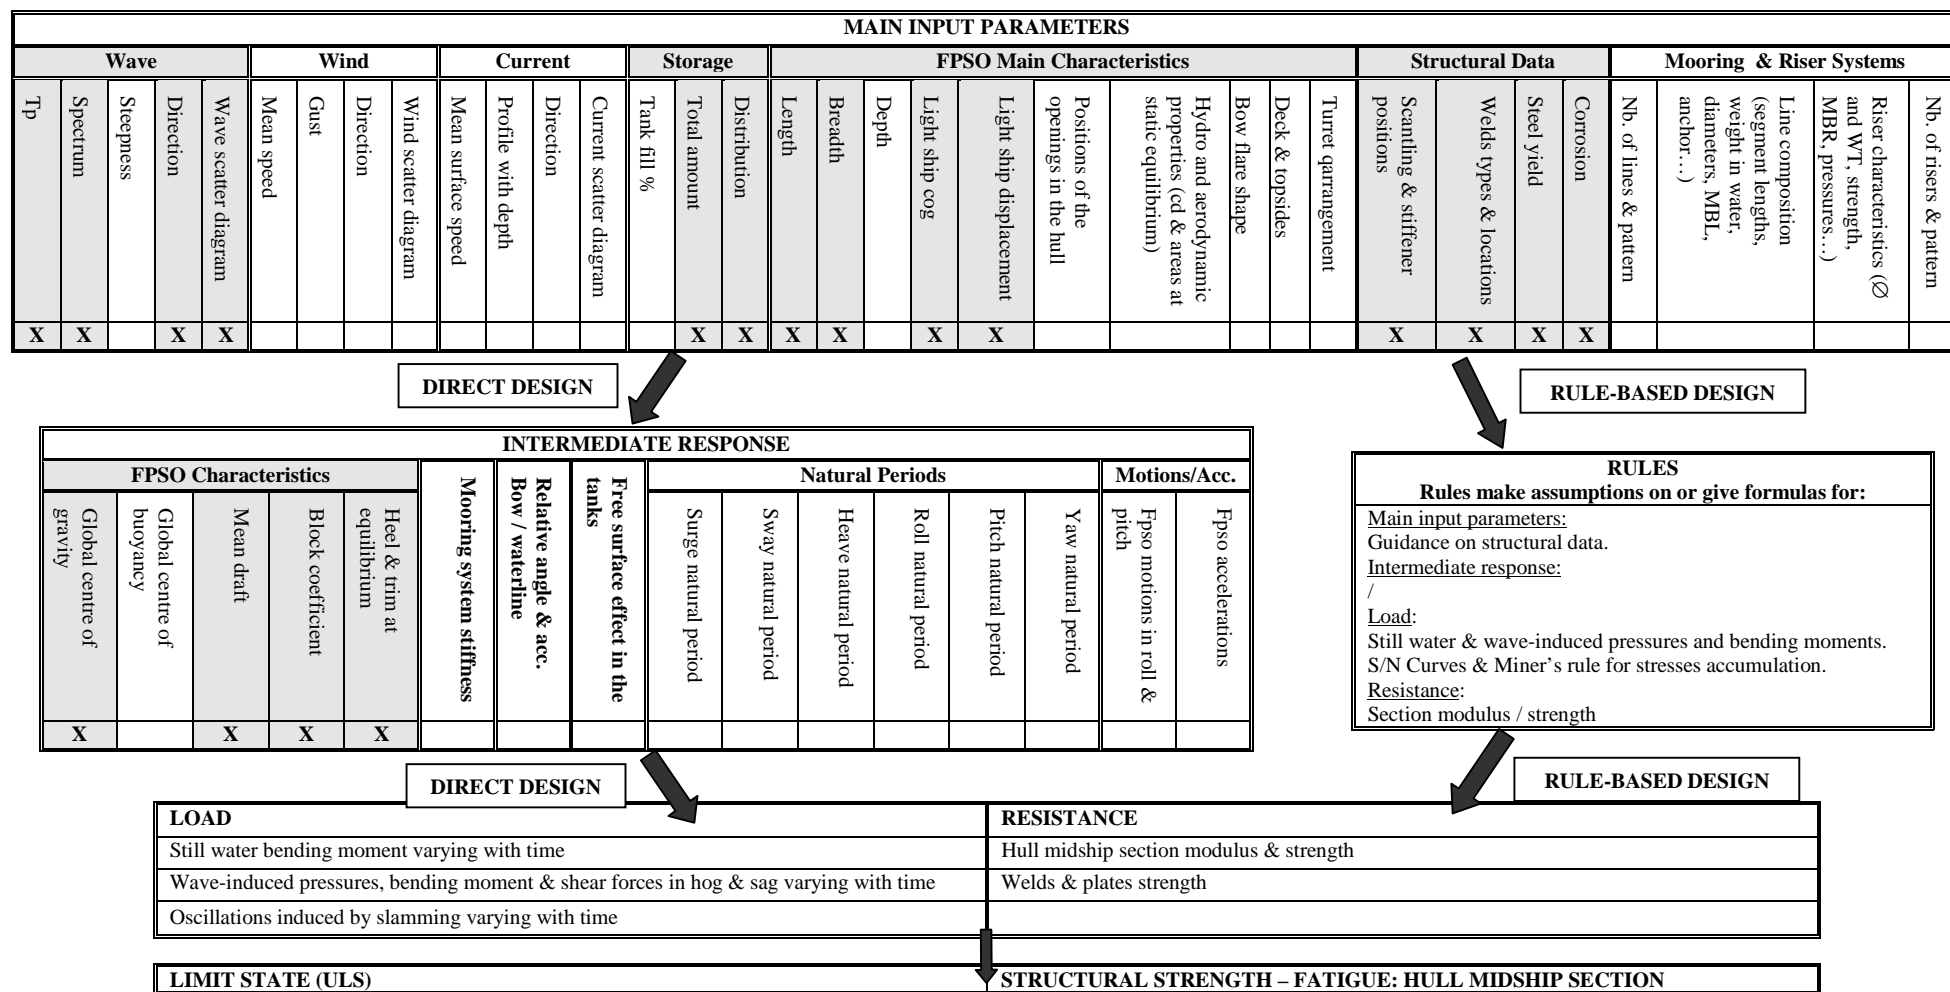 MAIN INPUT PARAMETERS
Wave
Wind
Current
Storage
FPSO Main Characteristics
Structural Data
Mooring & Riser Systems
Tp
Spectrum
Steepness
Direction
Wave scatter diagram
Mean speed
Gust
Direction
Wind scatter diagram
Mean surface speed
Profile with depth
Direction
Current scatter diagram
Tank fill %
Total amount
Distribution
Length
Breadth
Depth
Light ship cog
Light ship displacement
Positions of the
openings in the hull
Hydro and aerodynamic
properties (cd & areas at
static equilibrium)
Bow flare shape
Deck & topsides
Turret qarrangement
Scantling & stiffener
positions
Welds types & locations
Steel yield
Corrosion
Nb. of lines & pattern
Line composition
(segment lengths,
weight in water,
diameters, MBL,
anchor…)
Riser characteristics (∅
and WT, strength,
MBR, pressures…)
Nb. of risers & pattern
X X X X X X X X X X X X X X
DIRECT DESIGN
RULE-BASED DESIGN
INTERMEDIATE RESPONSE
FPSO Characteristics
Mooring system stiffness
Relative angle & acc.
Bow / waterline
Free surface effect in the
tanks
Natural Periods
Motions/Acc.
Global centre of
gravity
Global centre of
buoyancy
Mean draft
Block coefficient
Heel & trim at
equilibrium
Surge natural period
Sway natural period
Heave natural period
Roll natural period
Pitch natural period
Yaw natural period
Fpso motions in roll &
pitch
Fpso accelerations
X X X X
RULES
Rules make assumptions on or give formulas for:
Main input parameters:
Guidance on structural data.
Intermediate response:
/
Load:
Still water & wave-induced pressures and bending moments.
S/N Curves & Miner's rule for stresses accumulation.
Resistance:
Section modulus / strength
DIRECT DESIGN
RULE-BASED DESIGN
LOAD
RESISTANCE
Still water bending moment varying with time
Hull midship section modulus & strength
Wave-induced pressures, bending moment & shear forces in hog & sag varying with time
Welds & plates strength
Oscillations induced by slamming varying with time
LIMIT STATE (ULS)
STRUCTURAL STRENGTH – FATIGUE: HULL MIDSHIP SECTION